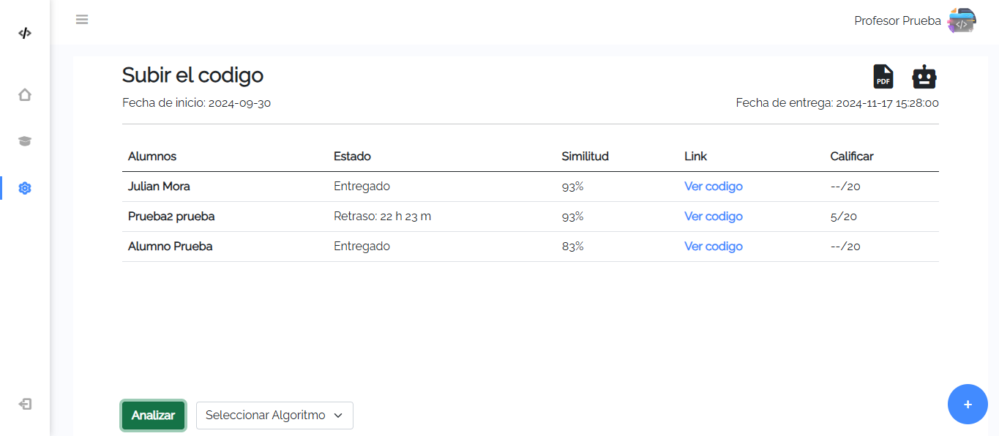 </>
Profesor Prueba
Subir el codigo
PDF
Fecha de inicio: 2024-09-30
Fecha de entrega: 2024-11-17 15:28:00
Alumnos Estado Similitud Link Calificar
Julian Mora Entregado 93% Ver codigo --/20
Prueba2 prueba Retraso: 22 h 23 m 93% Ver codigo 5/20
Alumno Prueba Entregado 83% Ver codigo --/20
Analizar
Seleccionar Algoritmo
+